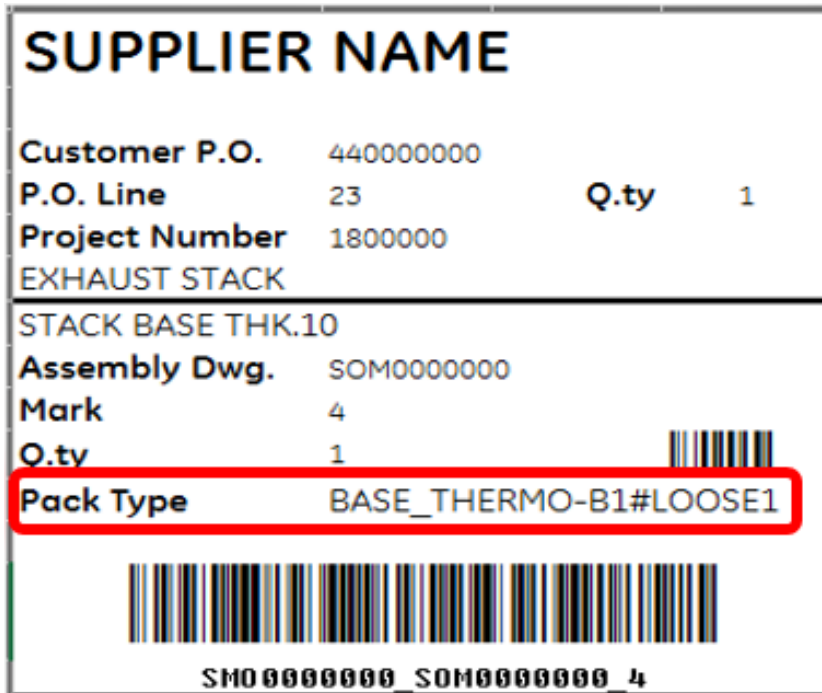 SUPPLIER NAME
Customer P.O. 440000000
P.O. Line 23 Q.ty 1
Project Number 1800000
EXHAUST STACK
STACK BASE THK.10
Assembly Dwg. SOM0000000
Mark 4
Q.ty 1
Pack Type BASE_THERMO-B1#LOOSE1
SMO0000000_SOM0000000_4